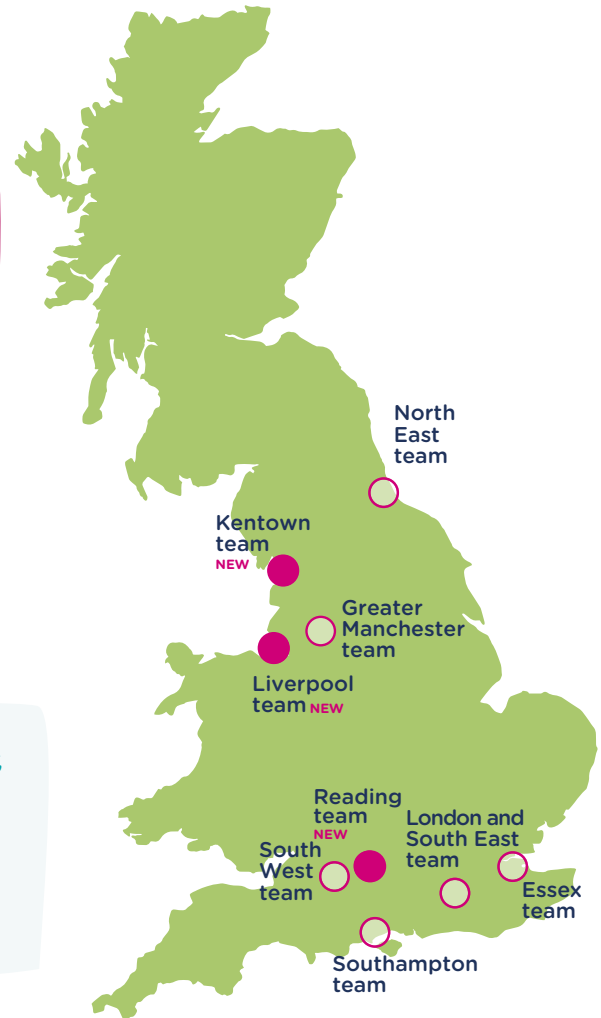 North
East
team
Kentown
team
NEW
Greater
Manchester
team
Liverpool
team NEW
Reading
team
NEW
London and
South East
team
South
West
team
Essex
team
Southampton
team